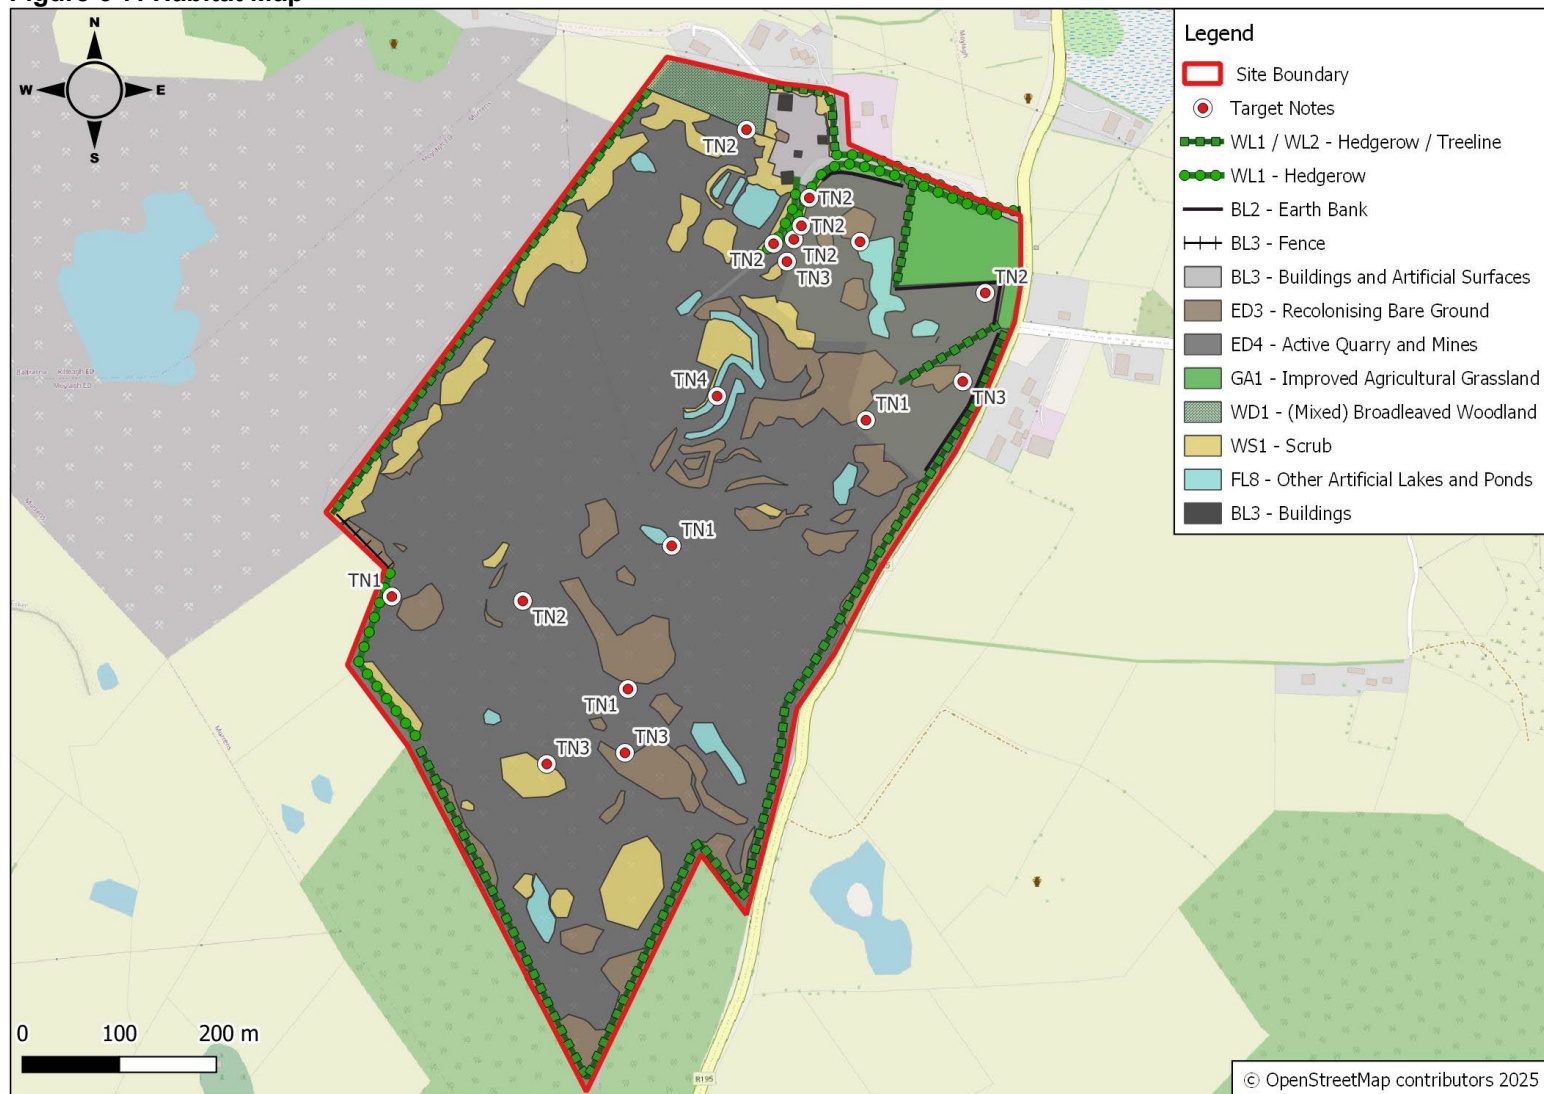 N
W
E
S
Legend
Site Boundary
Target Notes
WL1 / WL2 - Hedgerow / Treeline
WL1 - Hedgerow
BL2 - Earth Bank
BL3 - Fence
BL3 - Buildings and Artificial Surfaces
ED3 - Recolonising Bare Ground
ED4 - Active Quarry and Mines
GA1 - Improved Agricultural Grassland
WD1 - (Mixed) Broadleaved Woodland
WS1 - Scrub
FL8 - Other Artificial Lakes and Ponds
BL3 - Buildings
TN2
TN2
TN2
TN2
TN2
TN3
TN2
TN4
TN3
TN1
TN1
TN1
TN2
TN1
TN3
TN3
0 100 200 m
R195
© OpenStreetMap contributors 2025